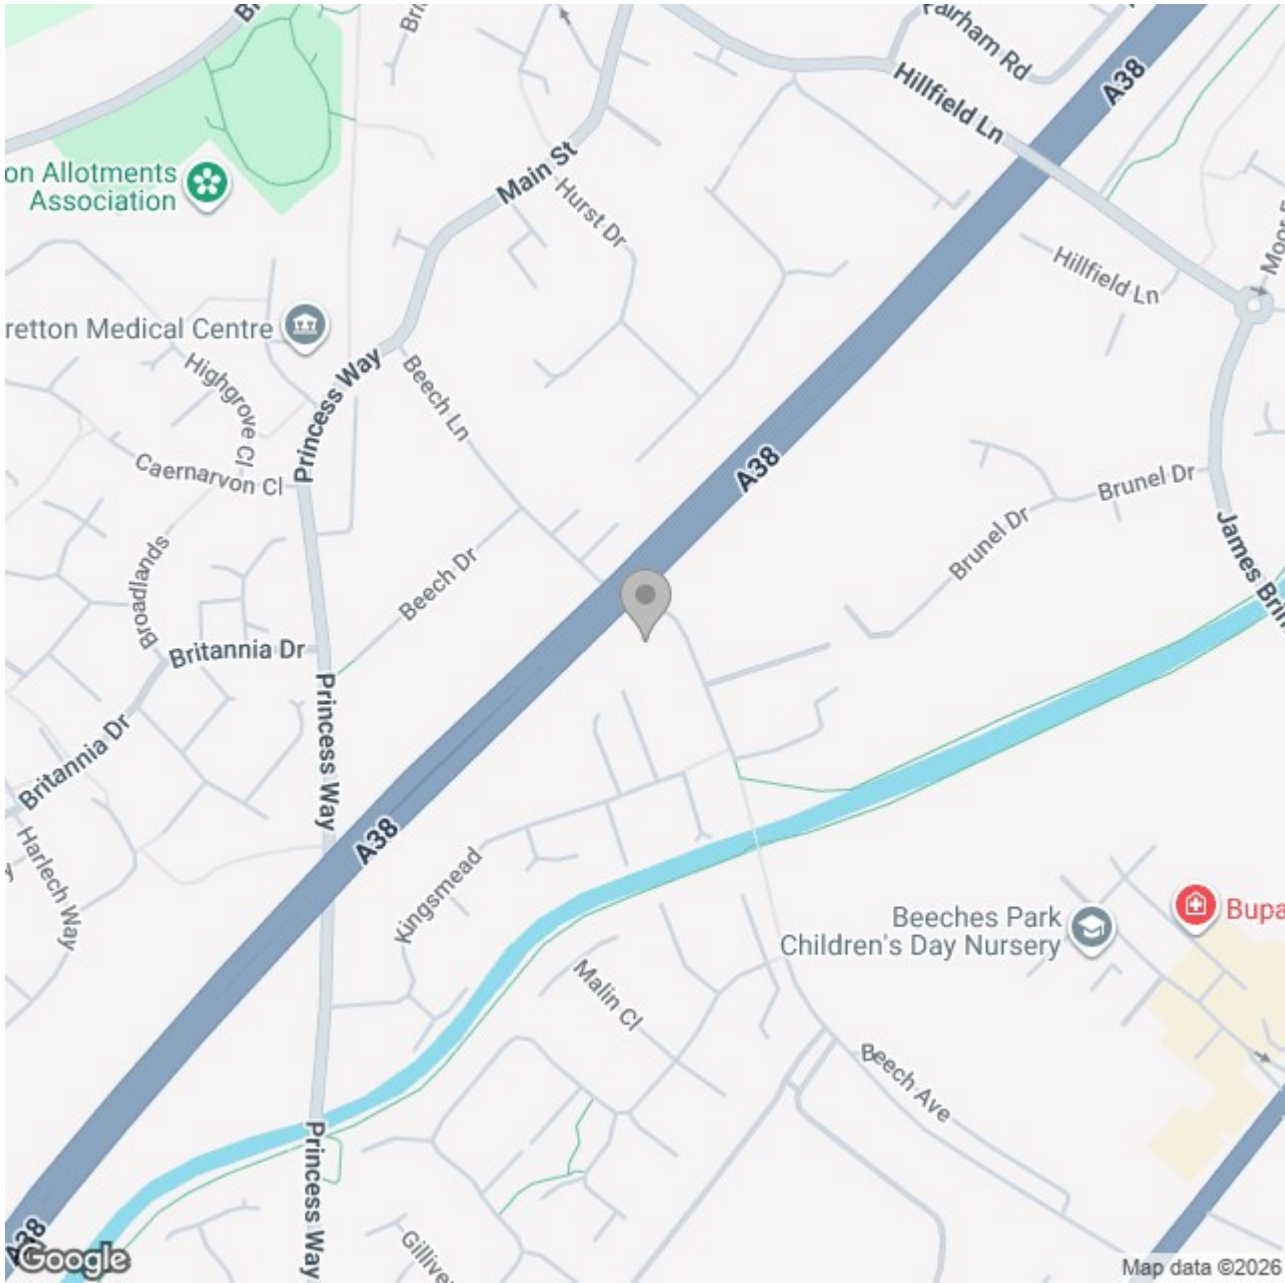 Fairham Rd
Hillfield Ln
A38
on Allotments
Association
Main St
Hurst Dr
Hillfield Ln
retton Medical Centre
Highgrove Cl
Princess Way
Beech Ln
Caernarvon Cl
A38
Brunel Dr
Brunel Dr
James Brin
Broadlands
Beech Dr
Britannia Dr
Princess Way
Britannia Dr
A38
Harlech Way
Kingsmead
Beeches Park
Children's Day Nursery
Bupa
Malin Cl
Beech Ave
Princess Way
A38
Google
Map data ©2026